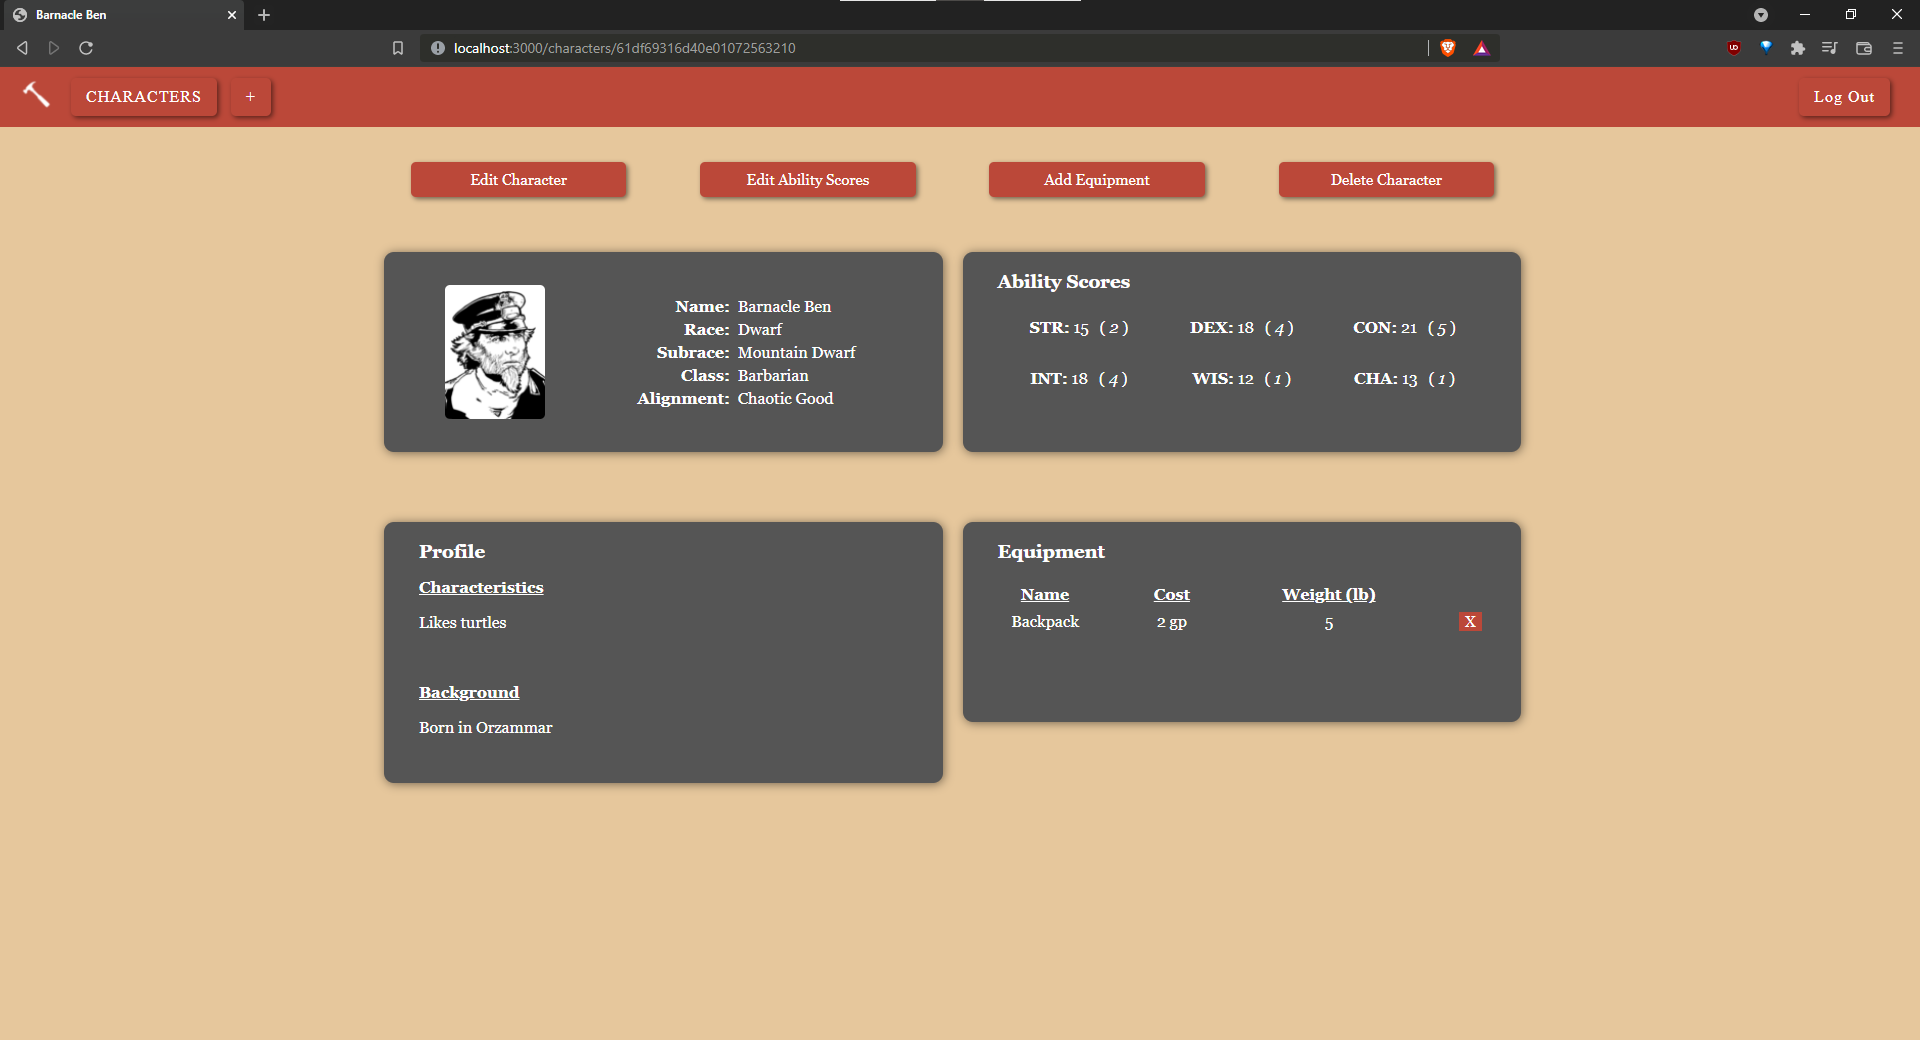 Barnacle Ben
localhost:3000/characters/61df69316d40e01072563210
CHARACTERS
+
Log Out
Edit Character
Edit Ability Scores
Add Equipment
Delete Character
Name: Barnacle Ben
Race: Dwarf
Subrace: Mountain Dwarf
Class: Barbarian
Alignment: Chaotic Good
Ability Scores
STR: 15 ( 2 ) DEX: 18 ( 4 ) CON: 21 ( 5 )
INT: 18 ( 4 ) WIS: 12 ( 1 ) CHA: 13 ( 1 )
Profile
Characteristics
Likes turtles
Background
Born in Orzammar
Equipment
Name Cost Weight (lb)
Backpack 2 gp 5 X